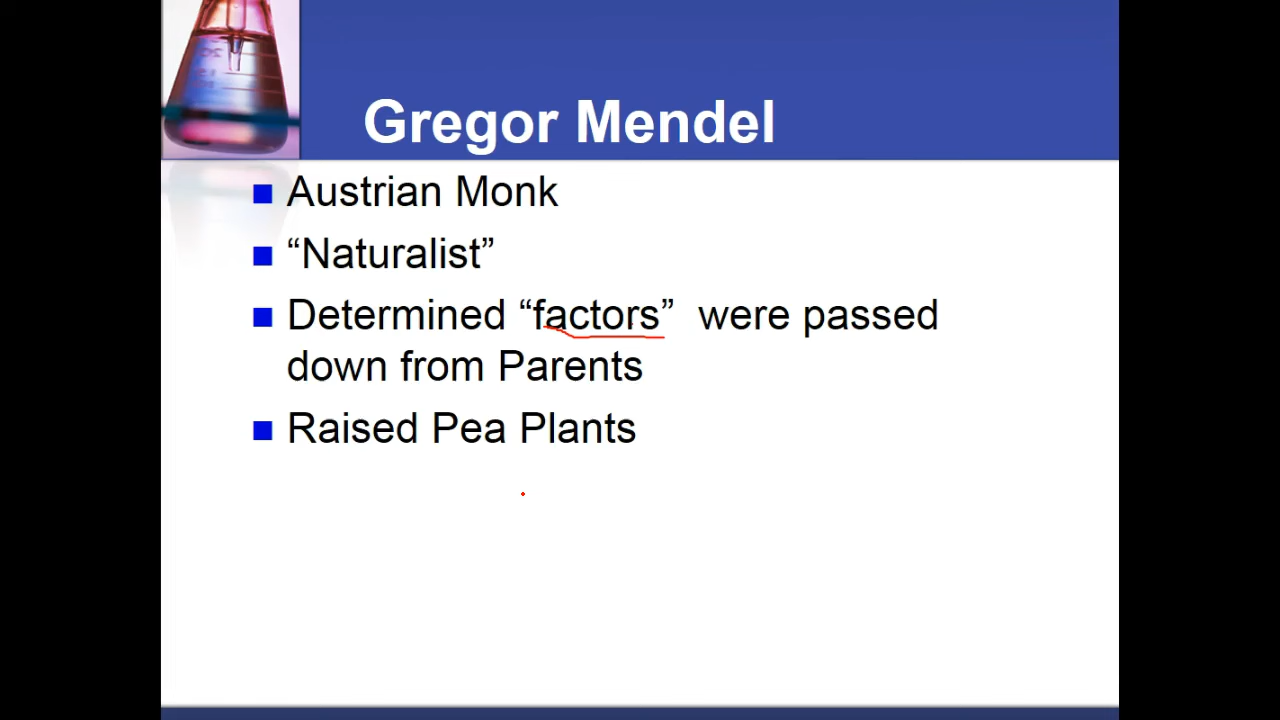 Gregor Mendel
Austrian Monk
“Naturalist”
Determined “factors” were passed
down from Parents
Raised Pea Plants